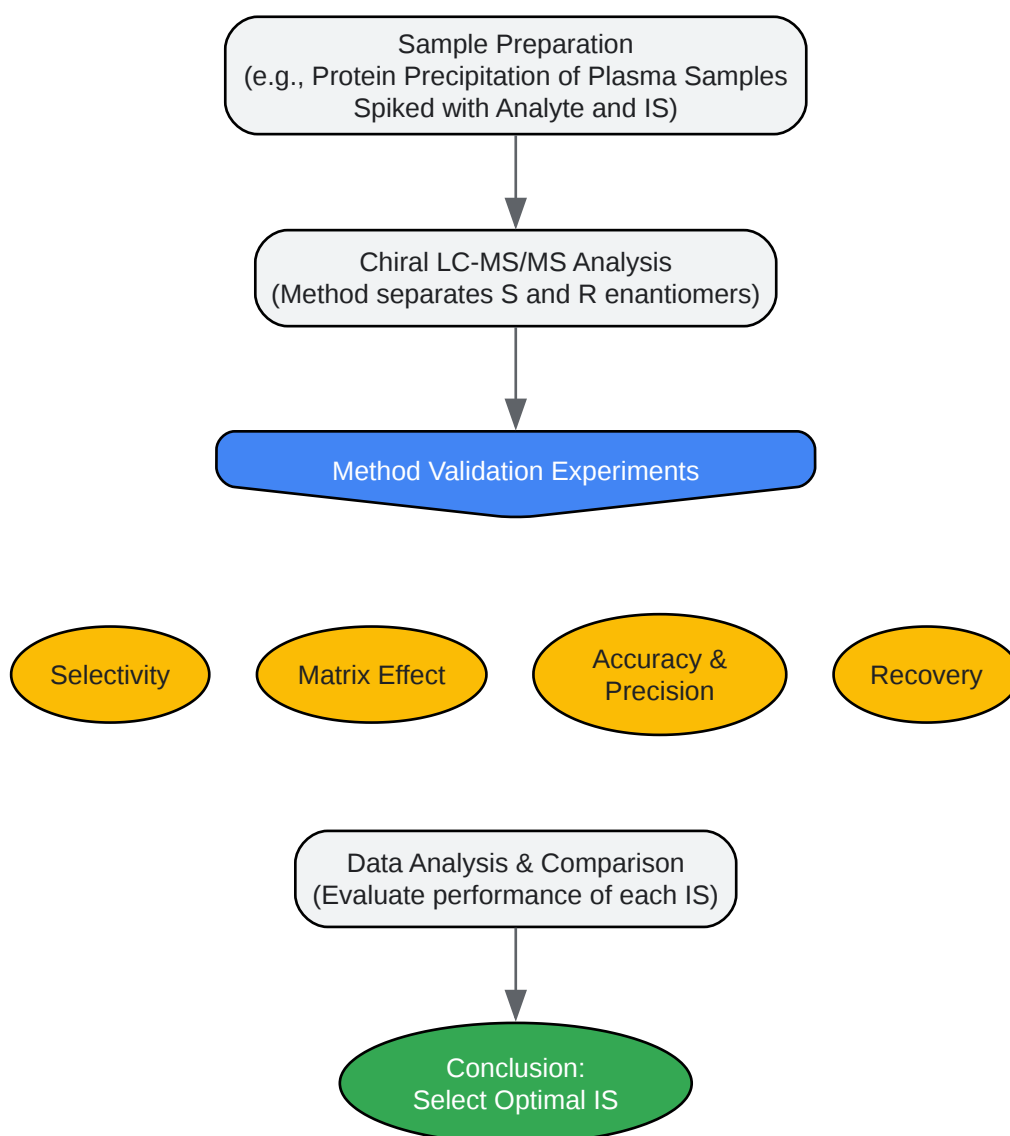 Sample Preparation
(e.g., Protein Precipitation of Plasma Samples
Spiked with Analyte and IS)
Chiral LC-MS/MS Analysis
(Method separates S and R enantiomers)
Method Validation Experiments
Selectivity
Matrix Effect
Accuracy &
Precision
Recovery
Data Analysis & Comparison
(Evaluate performance of each IS)
Conclusion:
Select Optimal IS